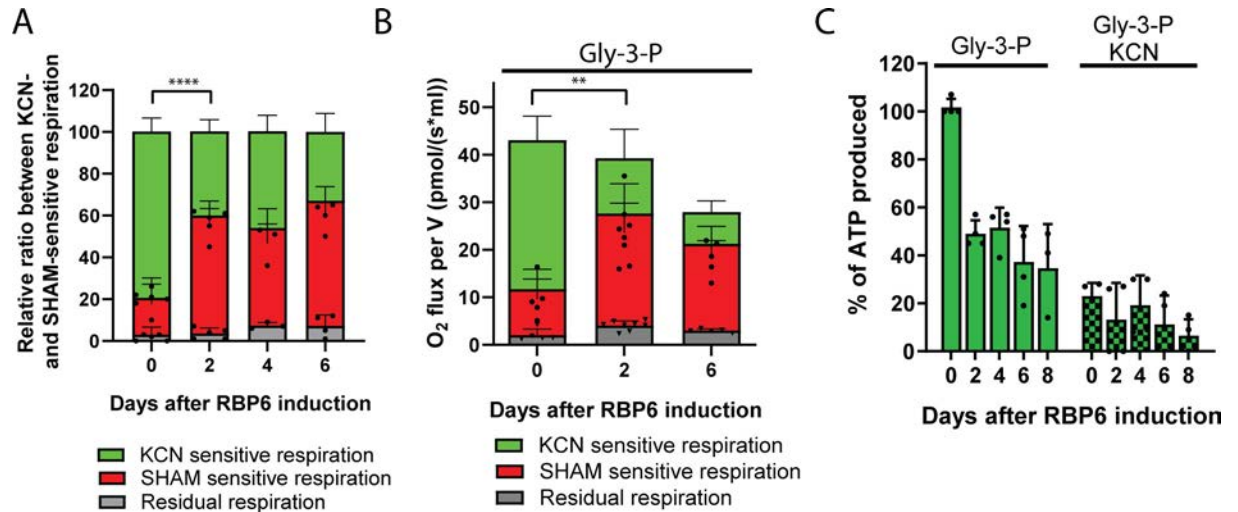 A
Relative ratio between KCN-
and SHAM-sensitive respiration
120
100
80
60
40
20
0
****
0 2 4 6
Days after RBP6 induction
KCN sensitive respiration
SHAM sensitive respiration
Residual respiration
B
Gly-3-P
O₂ flux per V (pmol/(s*ml))
50
40
30
20
10
0
**
0 2 6
Days after RBP6 induction
KCN sensitive respiration
SHAM sensitive respiration
Residual respiration
C
Gly-3-P
Gly-3-P
KCN
% of ATP produced
120
100
80
60
40
20
0
0 2 4 6 8 0 2 4 6 8
Days after RBP6 induction